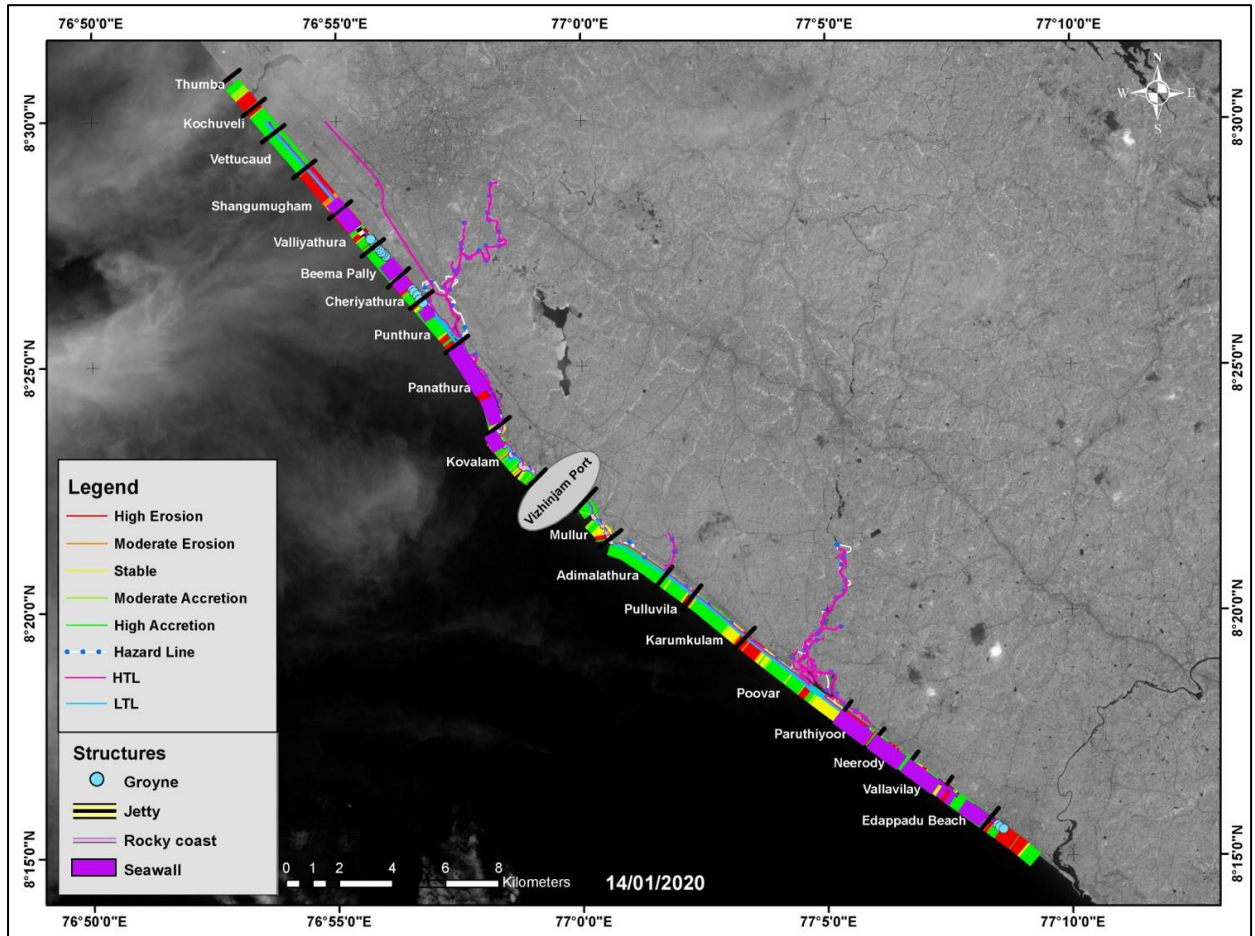 76°50'0"E 76°55'0"E 77°0'0"E 77°5'0"E 77°10'0"E
N
W E
S
8°30'0"N 8°30'0"N
8°25'0"N 8°25'0"N
8°20'0"N 8°20'0"N
8°15'0"N 8°15'0"N
Thumba
Kochuveli
Vettucaud
Shangumugham
Valliyathura
Beema Pally
Cheriyathura
Punthura
Panathura
Kovalam
Vizhinjam Port
Mullur
Adimalathura
Pulluvila
Karumkulam
Poovar
Paruthiyoor
Neerody
Vallavilay
Edappadu Beach
Legend
High Erosion
Moderate Erosion
Stable
Moderate Accretion
High Accretion
Hazard Line
HTL
LTL
Structures
Groyne
Jetty
Rocky coast
Seawall
0 1 2 4 6 8
Kilometers
14/01/2020
76°50'0"E 76°55'0"E 77°0'0"E 77°5'0"E 77°10'0"E